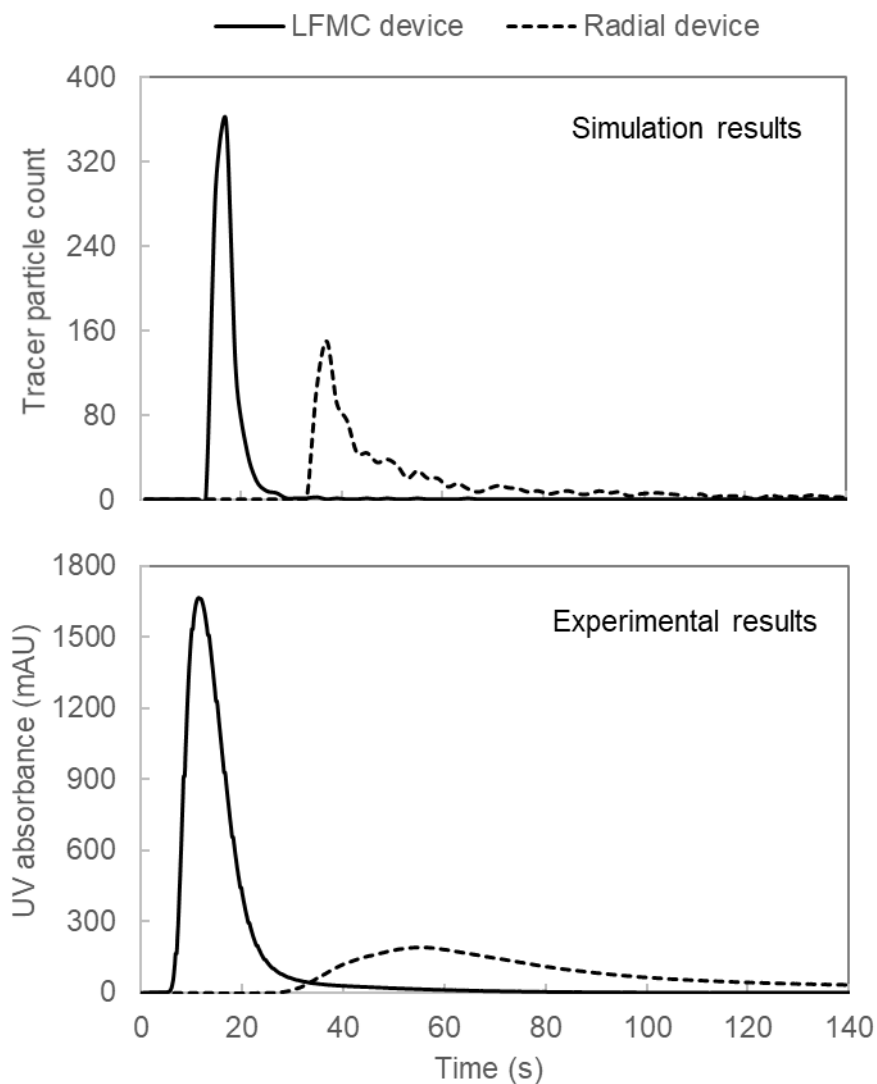 LFMC device Radial device
400
Simulation results
320
240
160
80
0
Tracer particle count
1800
Experimental results
1500
1200
900
600
300
0
UV absorbance (mAU)
0 20 40 60 80 100 120 140
Time (s)